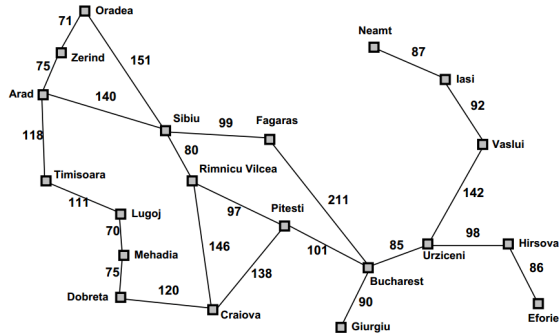 Oradea
71
Neamt
87
Zerind
151
75
Iasi
Arad
140
92
Sibiu
99
Fagaras
118
80
Vaslui
Rimnicu Vilcea
Timisoara
111
211
142
Lugoj
97
Pitesti
70
146
101
85
98
Hirsova
Mehadia
138
Urziceni
75
86
120
Bucharest
Dobreta
90
Craiova
Eforie
Giurgiu